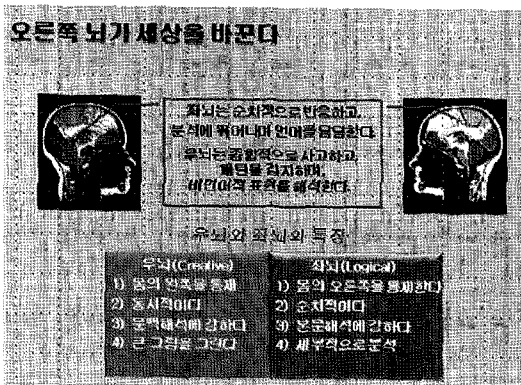 오른쪽 뇌가 세상을 바꾼다
좌뇌는 순차적으로 반응하고,
분석에 뛰어나며 언어를 담당한다.
우뇌는 종합적으로 사고하고,
패턴을 감지하며,
비언어적 표현을 해석한다.
우뇌와 좌뇌의 특징
우뇌(Creative)
1) 몸의 왼쪽을 통제
2) 동시적이다
3) 문맥해석에 강하다
4) 큰 그림을 그린다
좌뇌(Logical)
1) 몸의 오른쪽을 통제한다
2) 순차적이다
3) 본문해석에 강하다
4) 세부적으로 분석